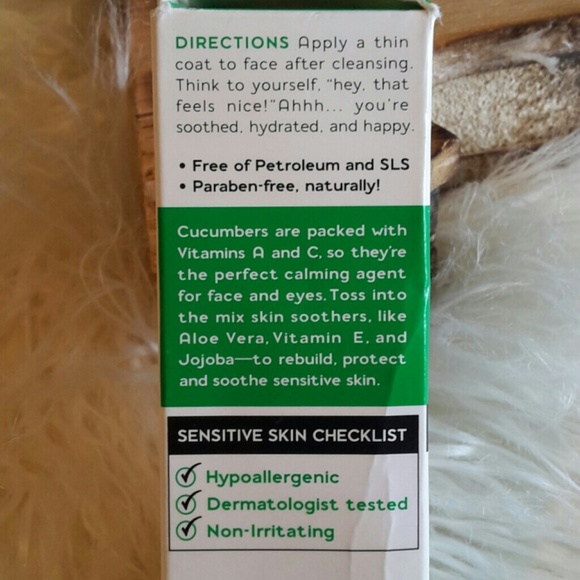 DIRECTIONS Apply a thin
coat to face after cleansing.
Think to yourself, "hey, that
feels nice!"Ahhh... you're
soothed, hydrated, and happy.
• Free of Petroleum and SLS
• Paraben-free, naturally!
Cucumbers are packed with
Vitamins A and C, so they're
the perfect calming agent
for face and eyes. Toss into
the mix skin soothers, like
Aloe Vera, Vitamin E, and
Jojoba—to rebuild, protect
and soothe sensitive skin.
SENSITIVE SKIN CHECKLIST
Hypoallergenic
Dermatologist tested
Non-Irritating